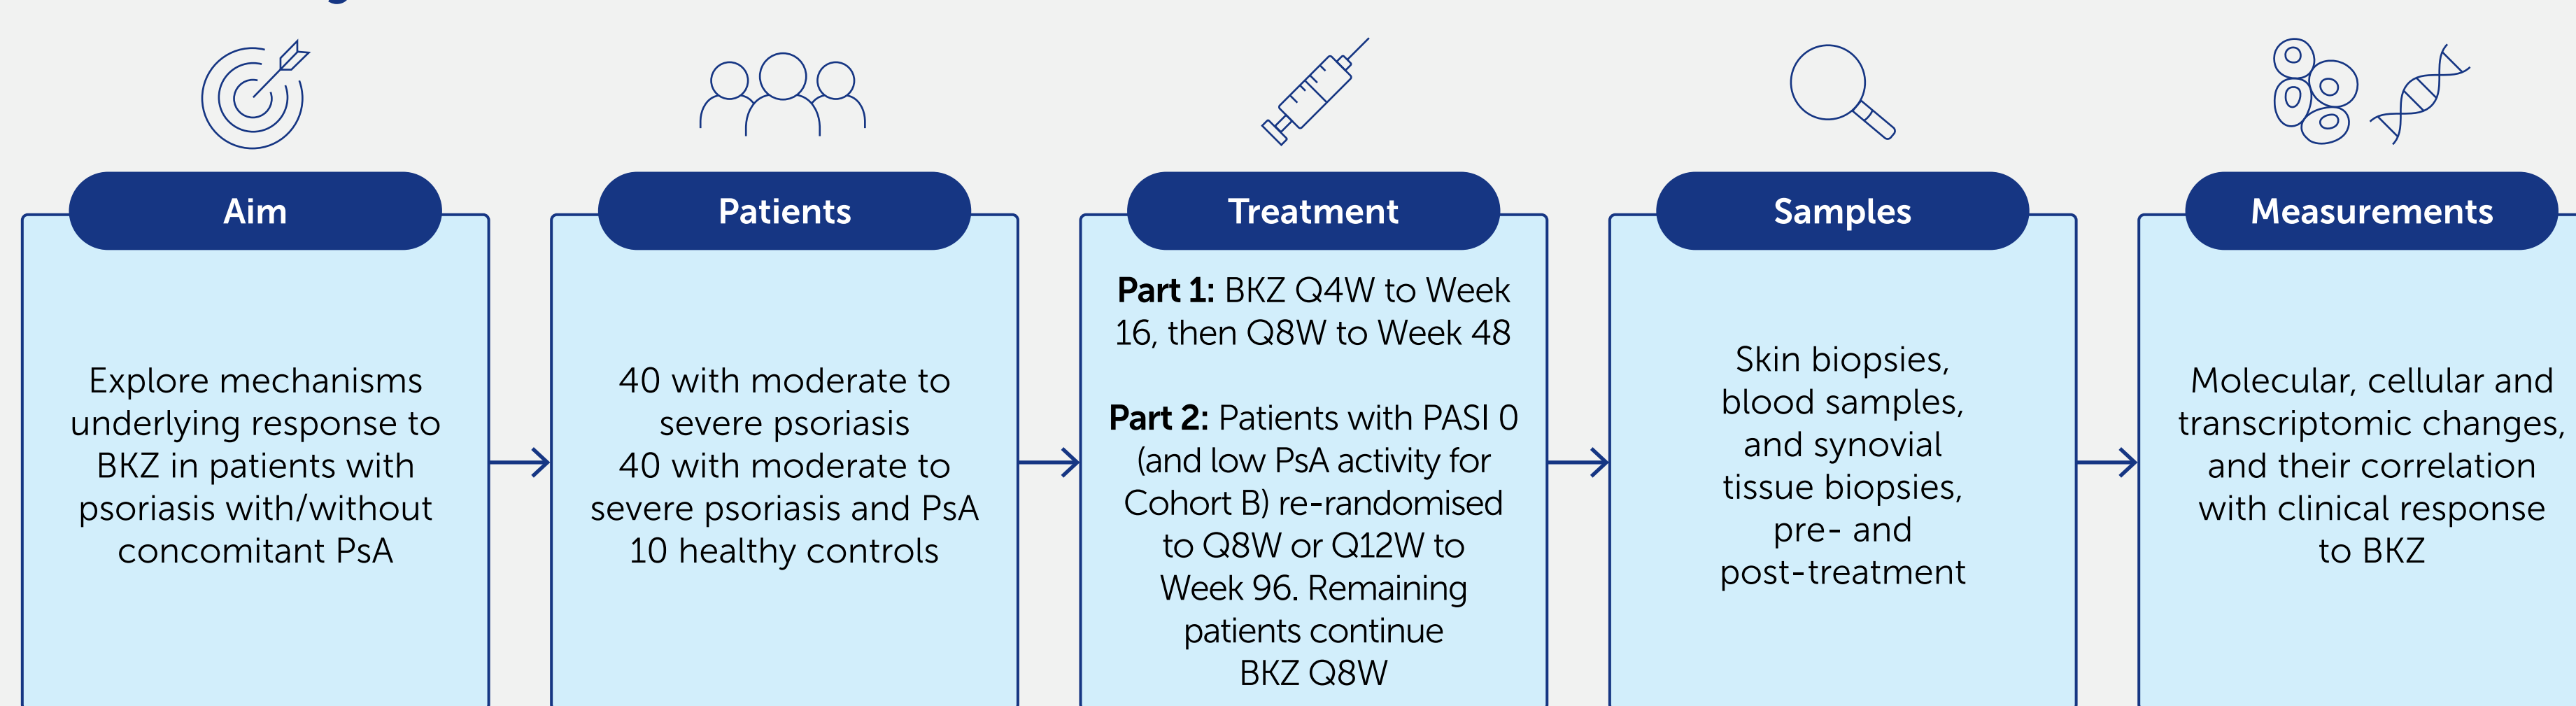 Aim
Explore mechanisms
underlying response to
BKZ in patients with
psoriasis with/without
concomitant PsA
Patients
40 with moderate to
severe psoriasis
40 with moderate to
severe psoriasis and PsA
10 healthy controls
Treatment
Part 1: BKZ Q4W to Week
16, then Q8W to Week 48
Part 2: Patients with PASI 0
(and low PsA activity for
Cohort B) re-randomised
to Q8W or Q12W to
Week 96. Remaining
patients continue
BKZ Q8W
Samples
Skin biopsies,
blood samples,
and synovial
tissue biopsies,
pre- and
post-treatment
Measurements
Molecular, cellular and
transcriptomic changes,
and their correlation
with clinical response
to BKZ